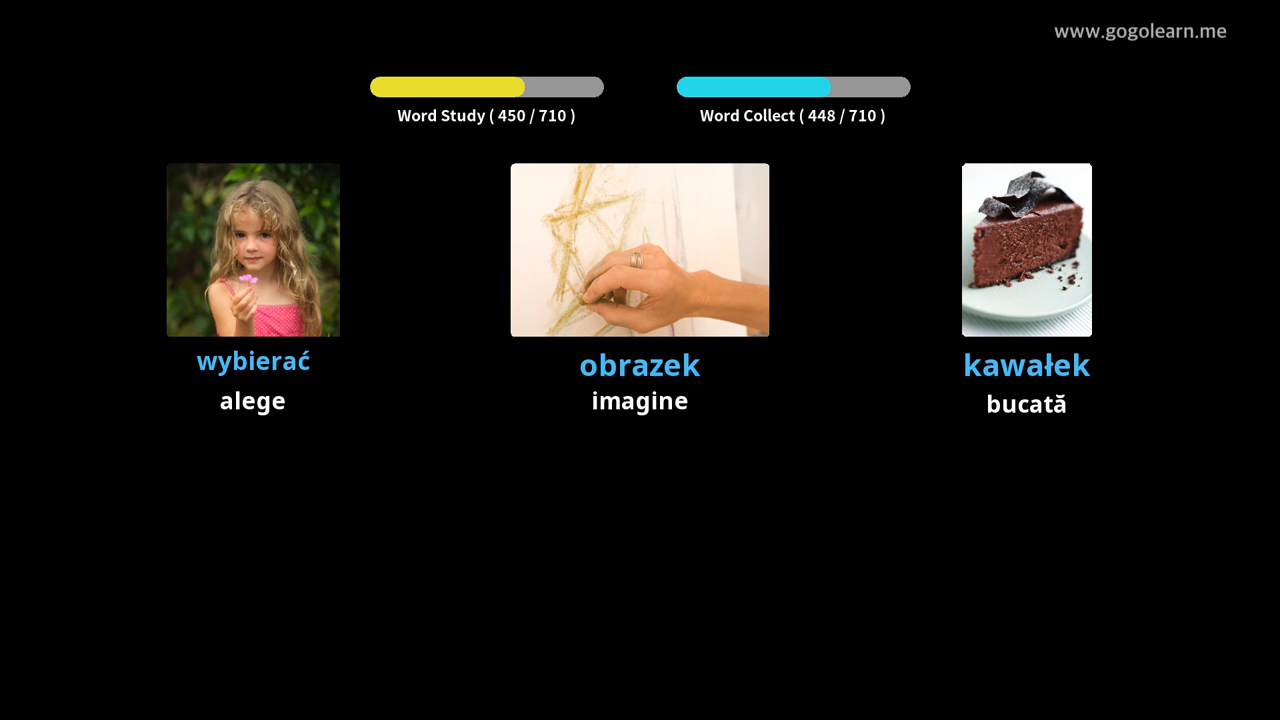 www.gogolearn.me
Word Study ( 450 / 710 )
Word Collect ( 448 / 710 )
wybierać
alege
obrazek
imagine
kawałek
bucată